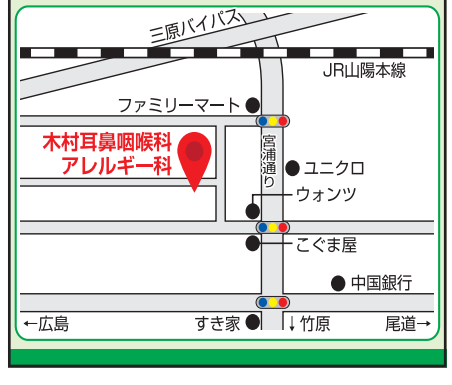 三原バイパス
JR山陽本線
ファミリーマート
木村耳鼻咽喉科
アレルギー科
宮浦通り
ユニクロ
ウォンツ
こぐま屋
中国銀行
←広島
すき家
↓竹原
尾道→